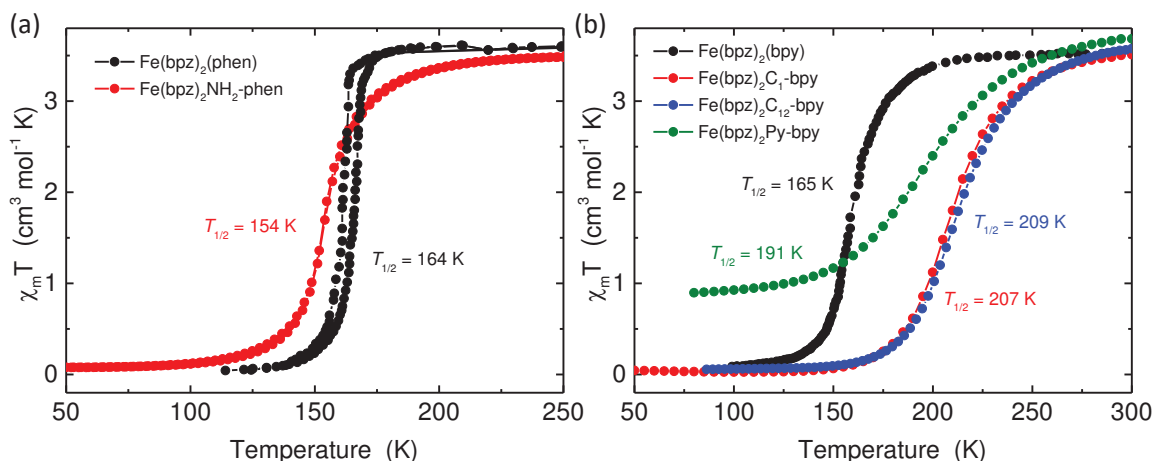 (a)
Fe(bpz)₂(phen)
Fe(bpz)₂NH₂-phen
T₁/₂ = 154 K
T₁/₂ = 164 K
χₘT (cm³ mol⁻¹ K)
0
1
2
3
50
100
150
200
250
Temperature (K)
(b)
Fe(bpz)₂(bpy)
Fe(bpz)₂C₁-bpy
Fe(bpz)₂C₁₂-bpy
Fe(bpz)₂Py-bpy
T₁/₂ = 165 K
T₁/₂ = 209 K
T₁/₂ = 191 K
T₁/₂ = 207 K
χₘT (cm³ mol⁻¹ K)
0
1
2
3
50
100
150
200
250
300
Temperature (K)